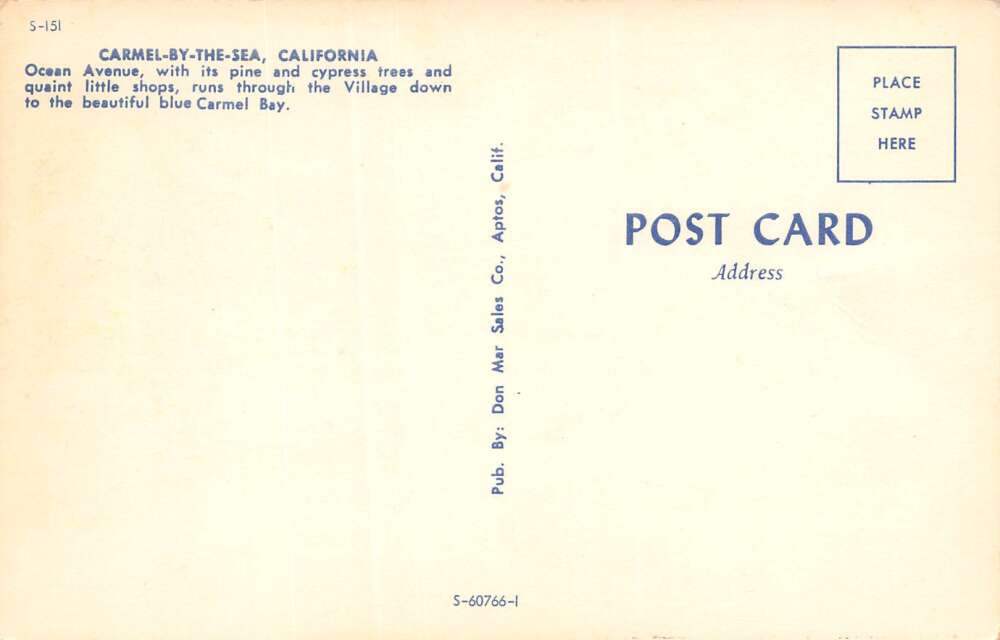 S-151
CARMEL-BY-THE-SEA, CALIFORNIA
Ocean Avenue, with its pine and cypress trees and
quaint little shops, runs through the Village down
to the beautiful blue Carmel Bay.
Pub. By: Don Mar Sales Co., Aptos, Calif.
PLACE
STAMP
HERE
POST CARD
Address
S-60766-1